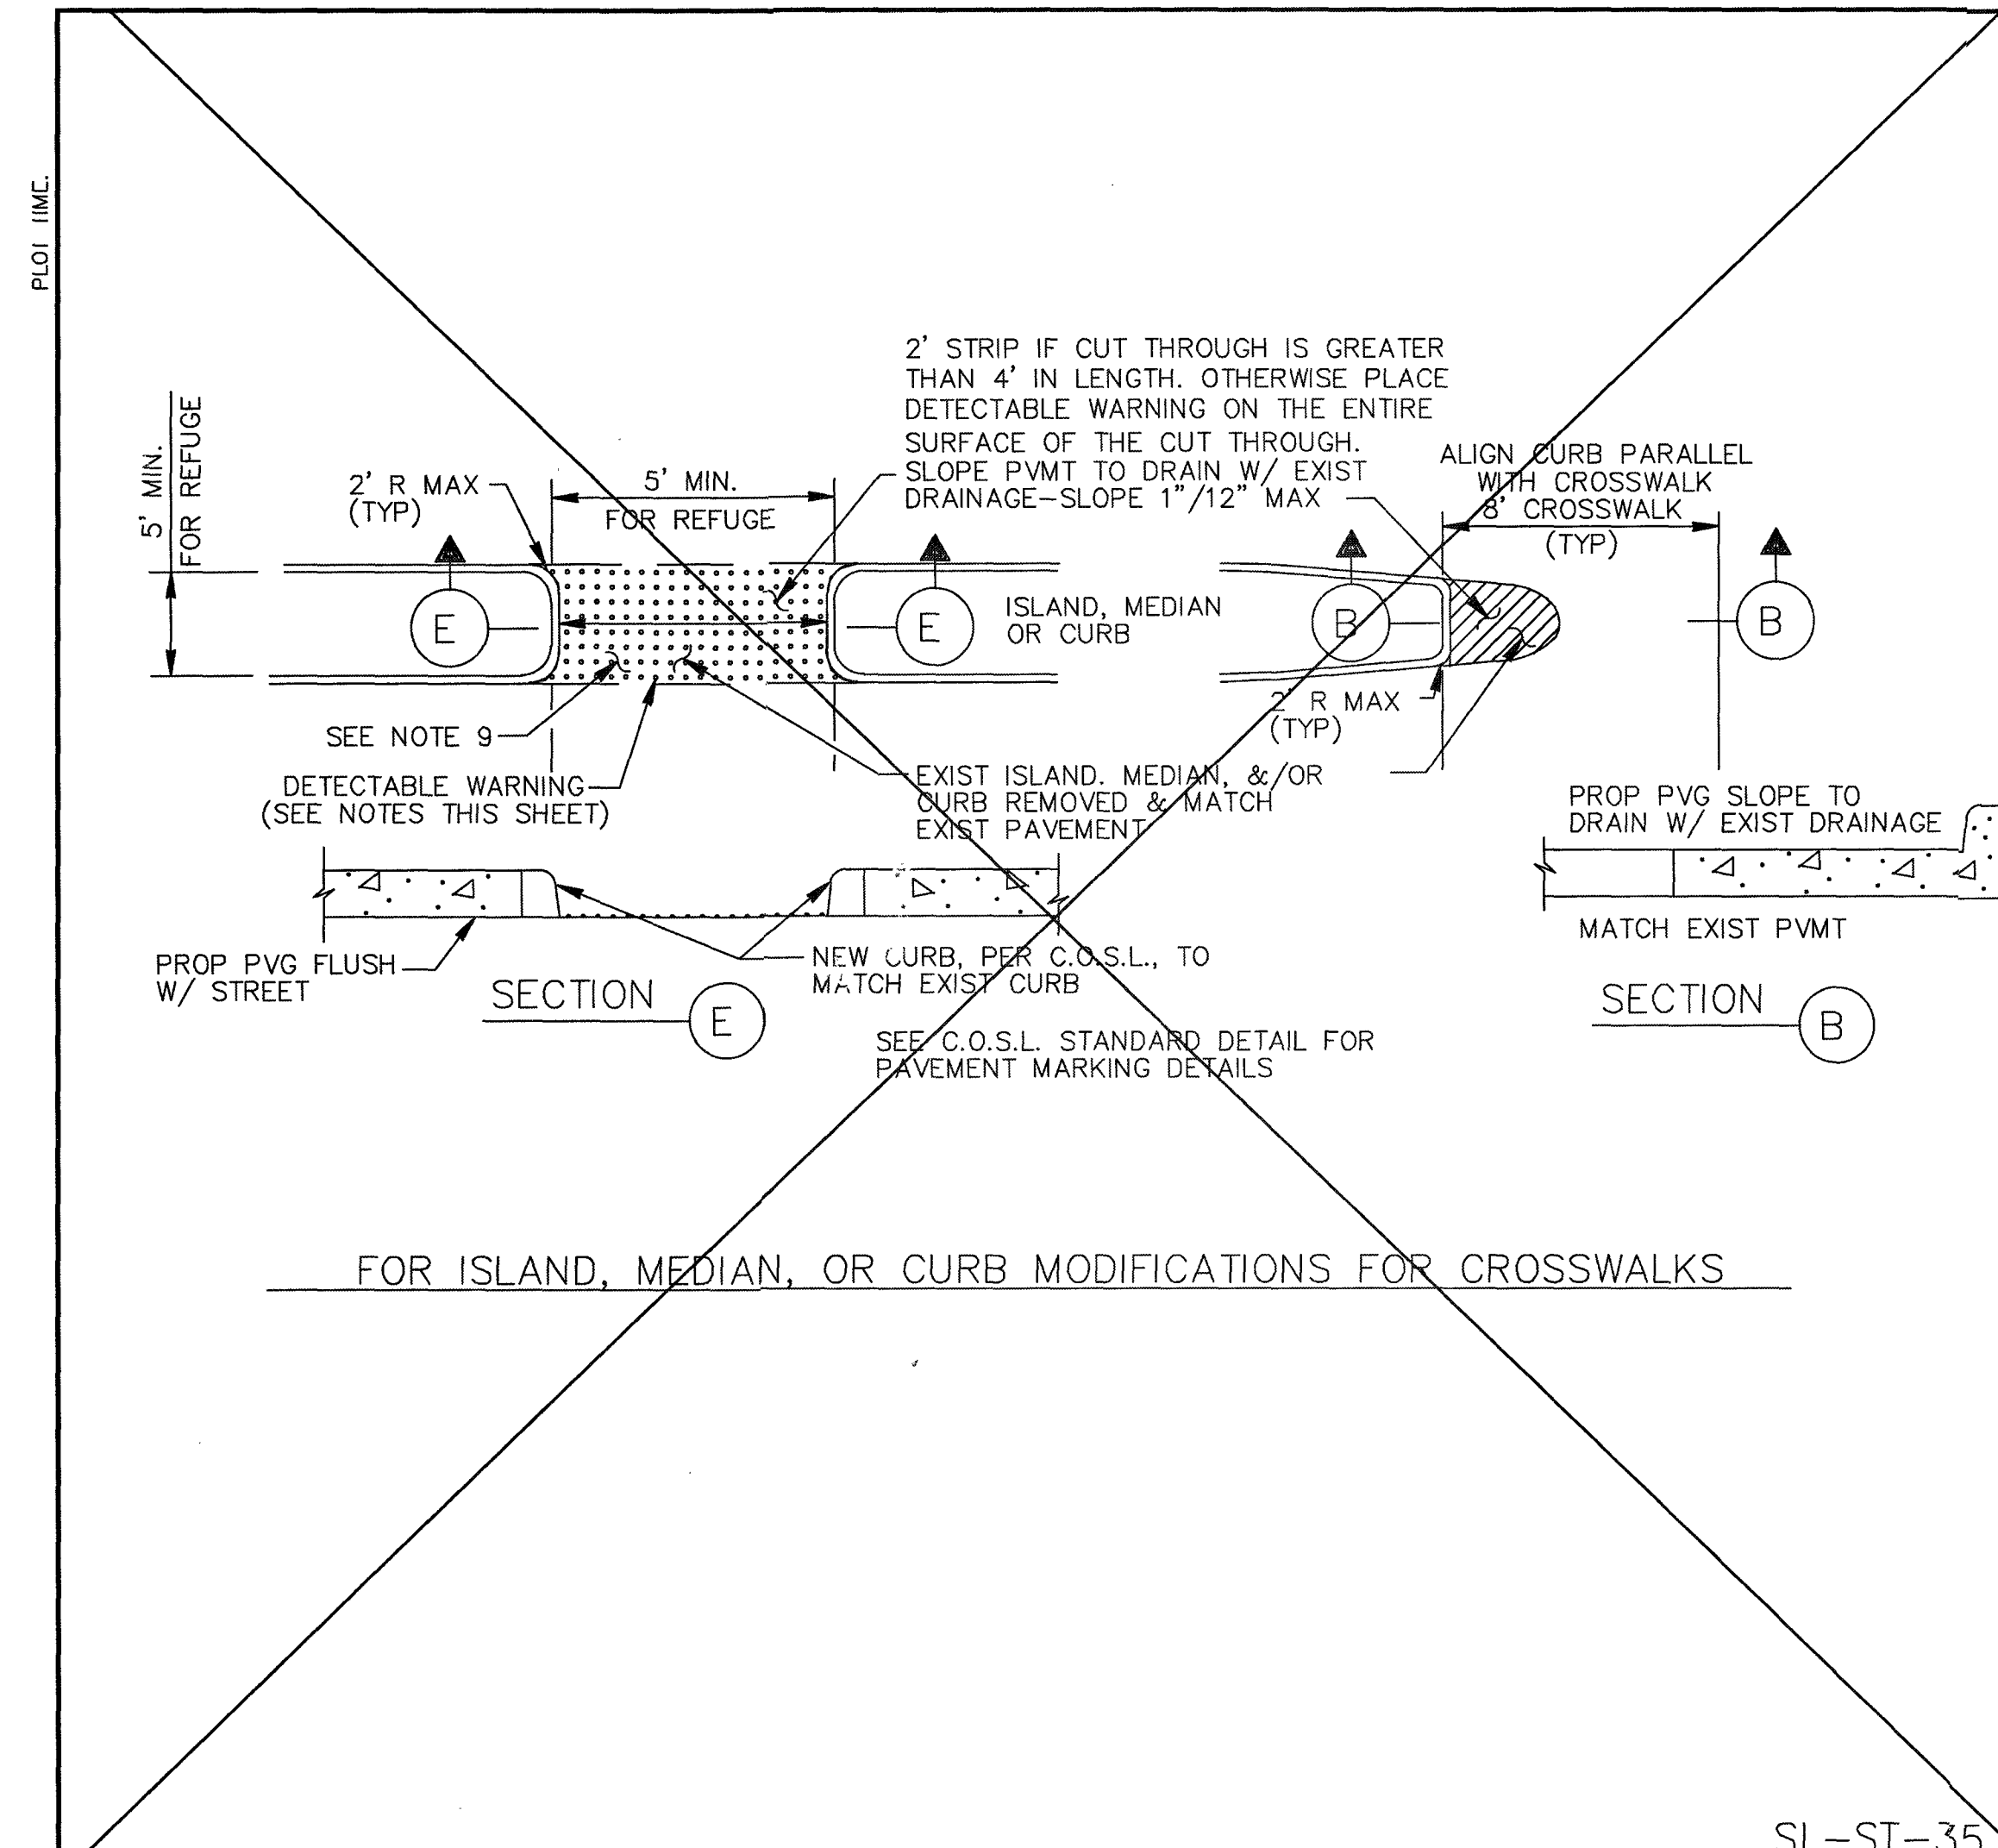 2' STRIP IF CUT THROUGH IS GREATER
THAN 4' IN LENGTH. OTHERWISE PLACE
DETECTABLE WARNING ON THE ENTIRE
SURFACE OF THE CUT THROUGH.
SLOPE PVMT TO DRAIN W/ EXIST
DRAINAGE-SLOPE 1"/12" MAX
5' MIN.
FOR REFUGE
2' R MAX
(TYP)
5' MIN.
FOR REFUGE
ALIGN CURB PARALLEL
WITH CROSSWALK
8' CROSSWALK
(TYP)
E
E
ISLAND, MEDIAN
OR CURB
B
B
2' R MAX
(TYP)
SEE NOTE 9
DETECTABLE WARNING
(SEE NOTES THIS SHEET)
EXIST ISLAND. MEDIAN, &/OR
CURB REMOVED & MATCH
EXIST PAVEMENT
PROP PVG SLOPE TO
DRAIN W/ EXIST DRAINAGE
MATCH EXIST PVMT
PROP PVG FLUSH
W/ STREET
NEW CURB, PER C.O.S.L., TO
MATCH EXIST CURB
SECTION E
SECTION B
SEE C.O.S.L. STANDARD DETAIL FOR
PAVEMENT MARKING DETAILS
FOR ISLAND, MEDIAN, OR CURB MODIFICATIONS FOR CROSSWALKS
SL-ST-35